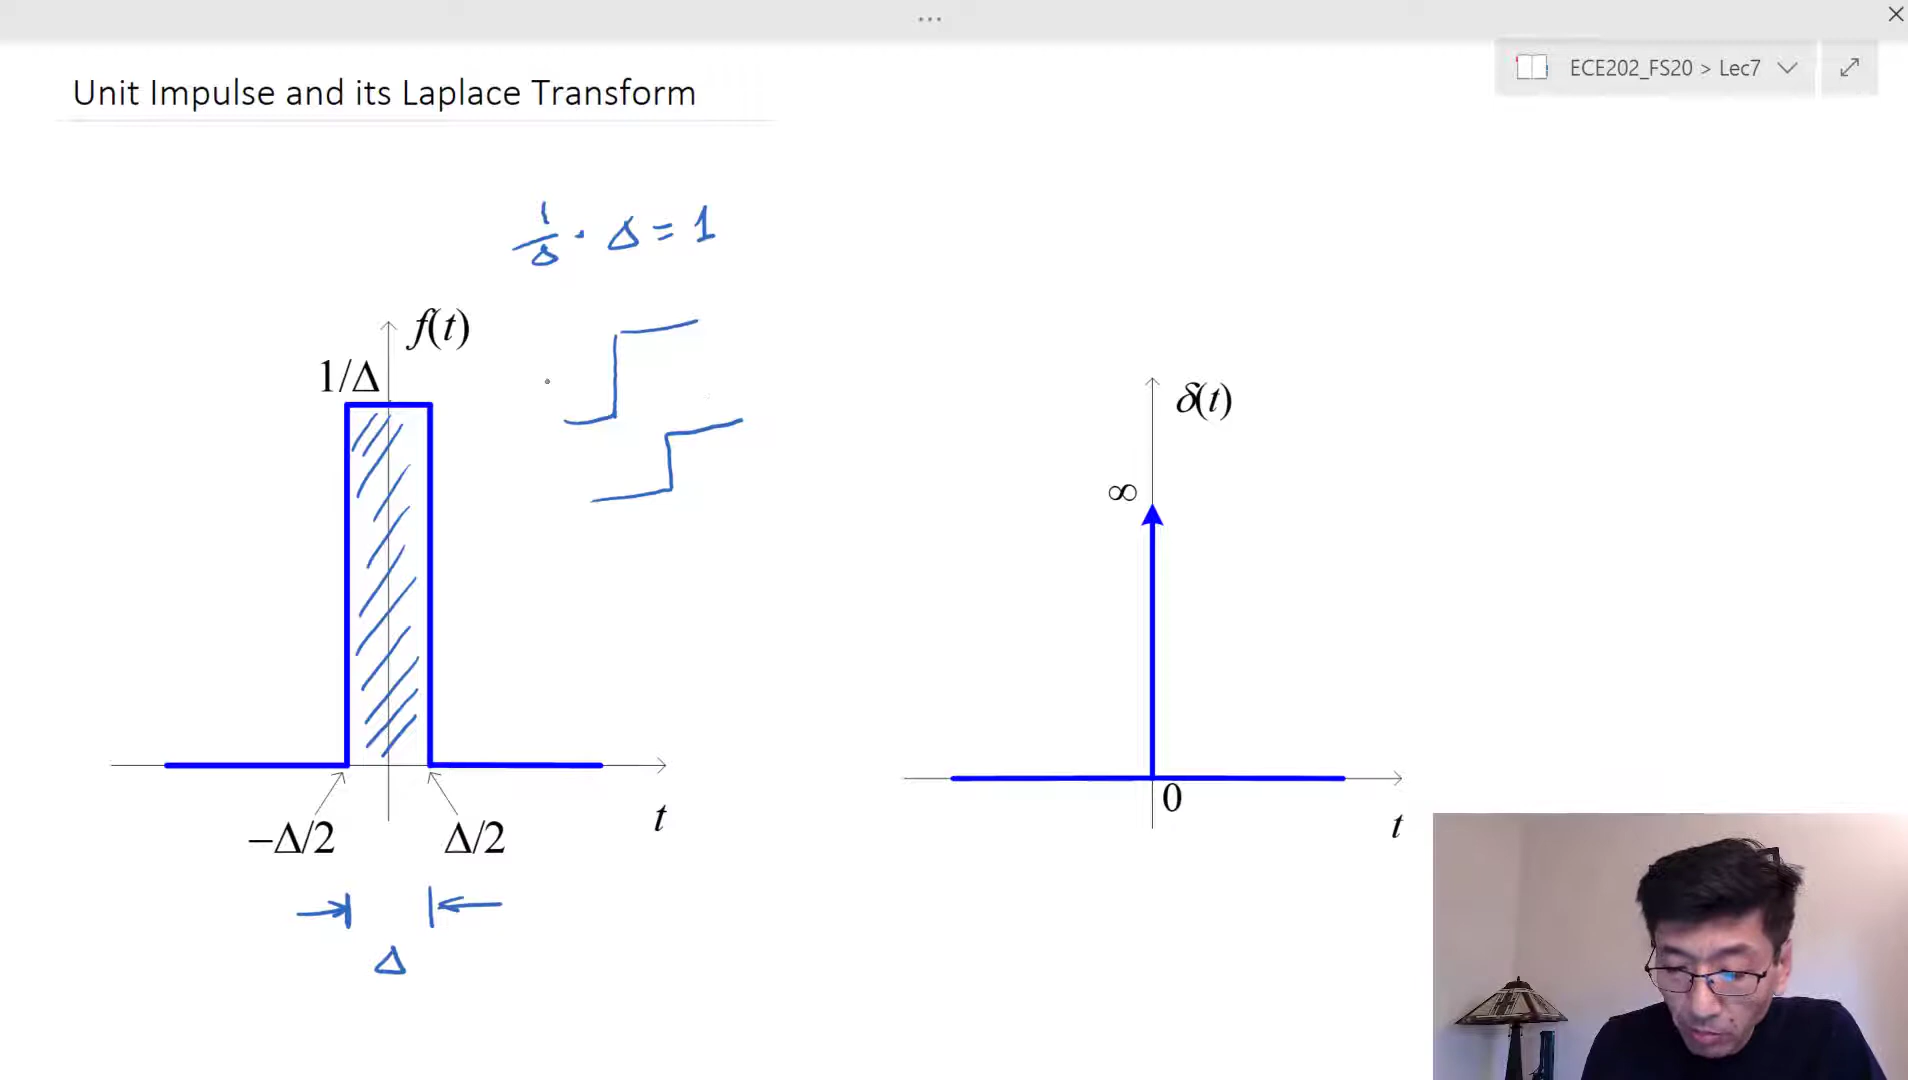 ...
ECE202_FS20 > Lec7
Unit Impulse and its Laplace Transform
1/Δ · Δ = 1
f(t)
1/Δ
−Δ/2
Δ/2
t
Δ
δ(t)
∞
0
t